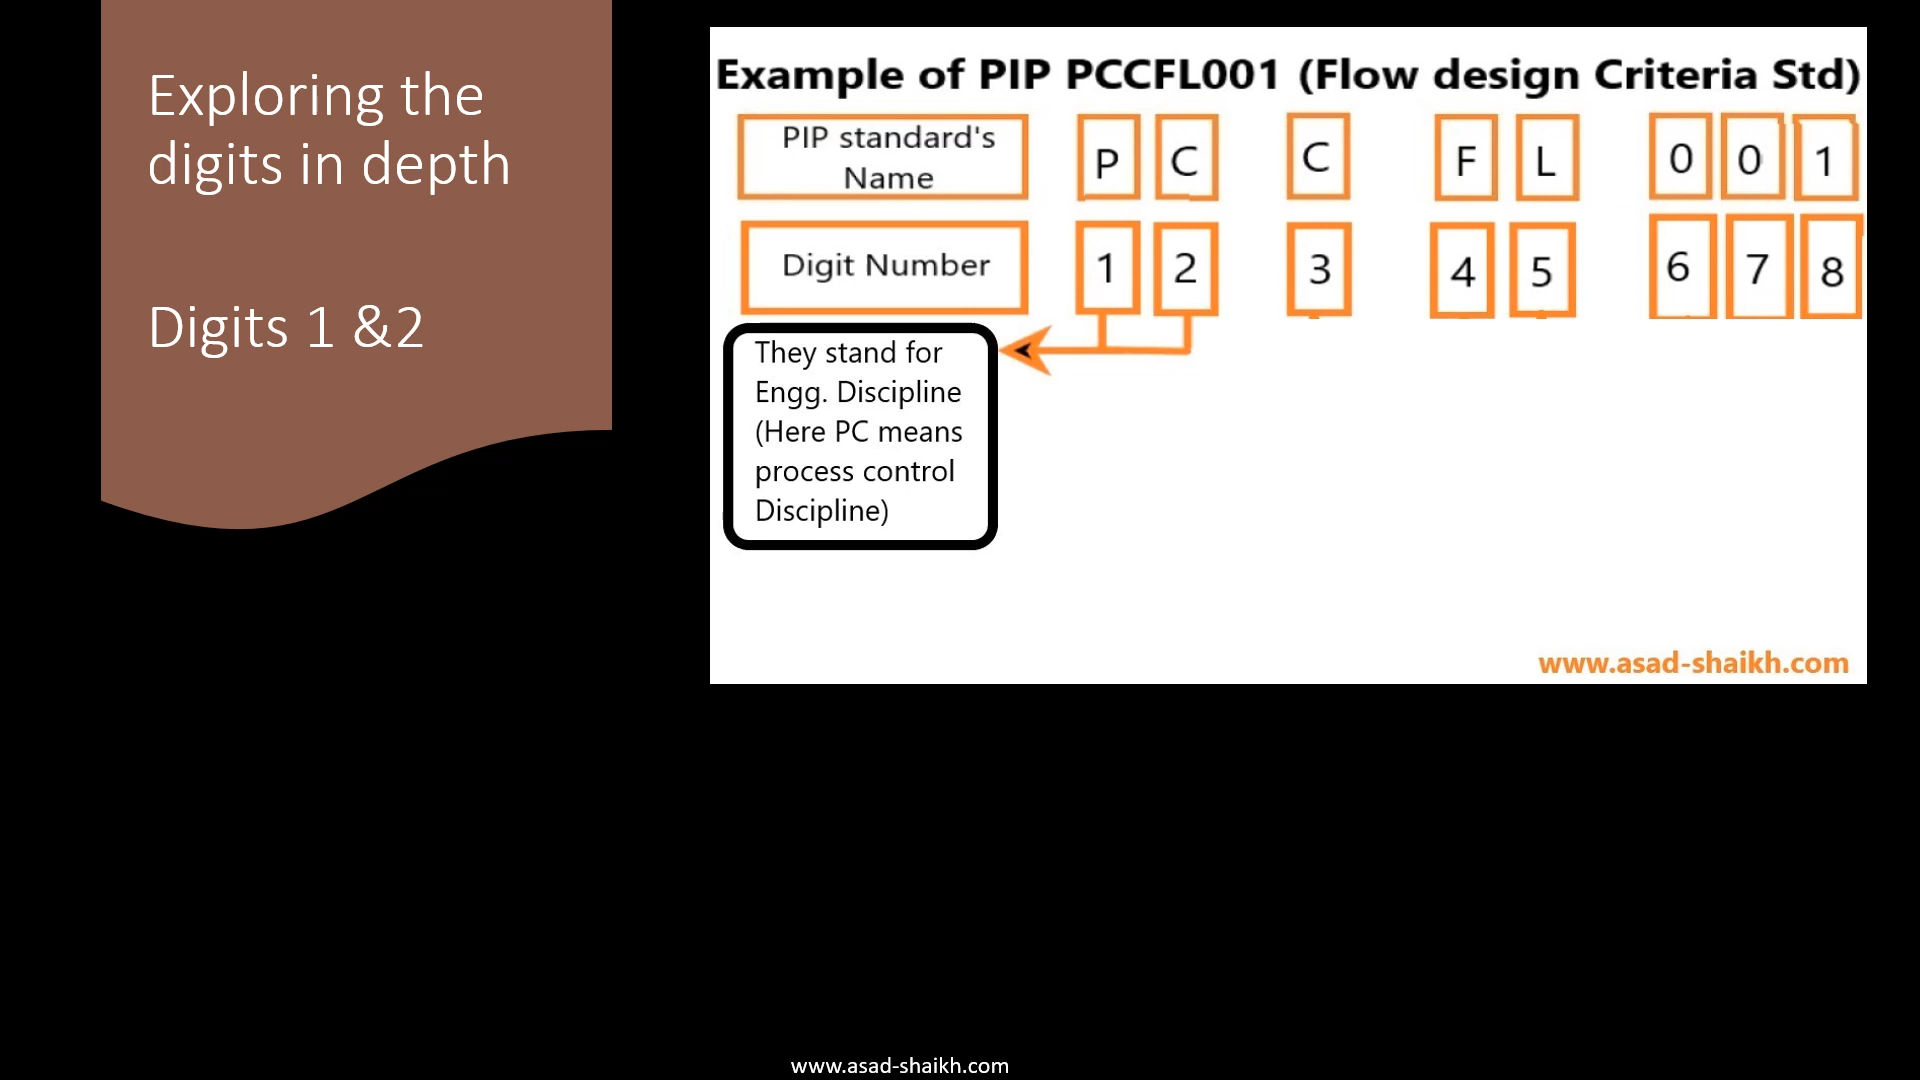 Exploring the
digits in depth
Digits 1 &2
Example of PIP PCCFL001 (Flow design Criteria Std)
PIP standard's
Name
P C C F L 0 0 1
Digit Number
1 2 3 4 5 6 7 8
They stand for
Engg. Discipline
(Here PC means
process control
Discipline)
www.asad-shaikh.com
www.asad-shaikh.com